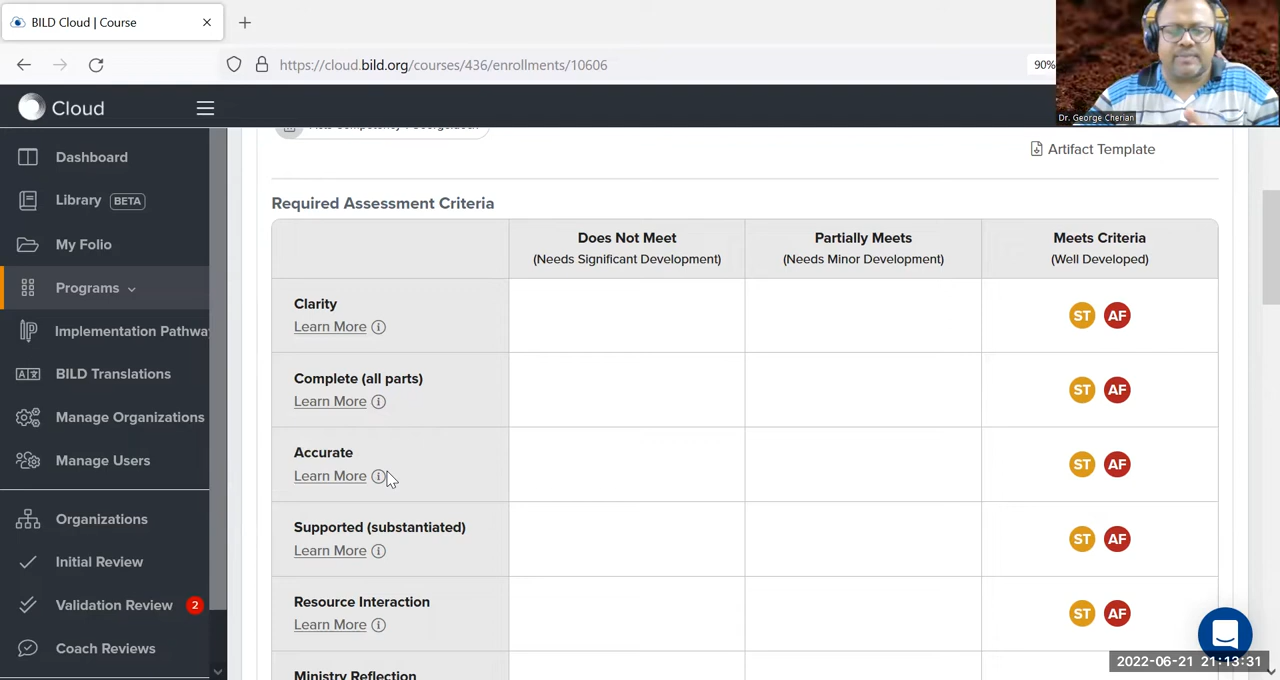 BILD Cloud | Course
https://cloud.bild.org/courses/436/enrollments/10606
90%
Dr. George Cherian
Cloud
Artifact Template
Dashboard
Library BETA
My Folio
Programs
Implementation Pathwa
BILD Translations
Manage Organizations
Manage Users
Organizations
Initial Review
Validation Review 2
Coach Reviews
Required Assessment Criteria
Does Not Meet
(Needs Significant Development)
Partially Meets
(Needs Minor Development)
Meets Criteria
(Well Developed)
Clarity
Learn More
ST AF
Complete (all parts)
Learn More
ST AF
Accurate
Learn More
ST AF
Supported (substantiated)
Learn More
ST AF
Resource Interaction
Learn More
ST AF
Ministry Reflection
2022-06-21 21:13:31